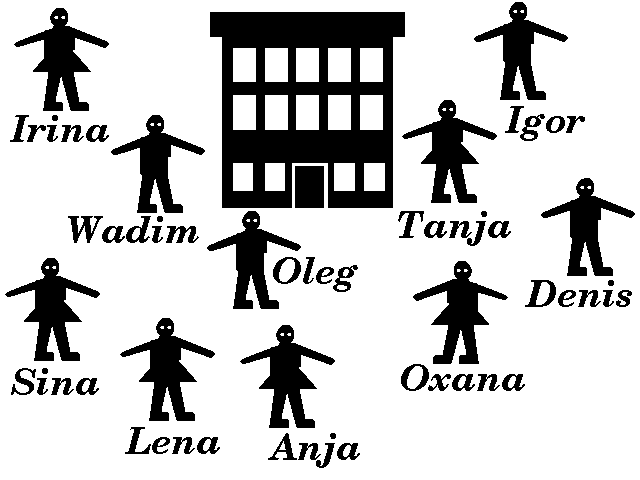 Irina
Igor
Wadim
Tanja
Oleg
Denis
Sina
Oxana
Lena
Anja